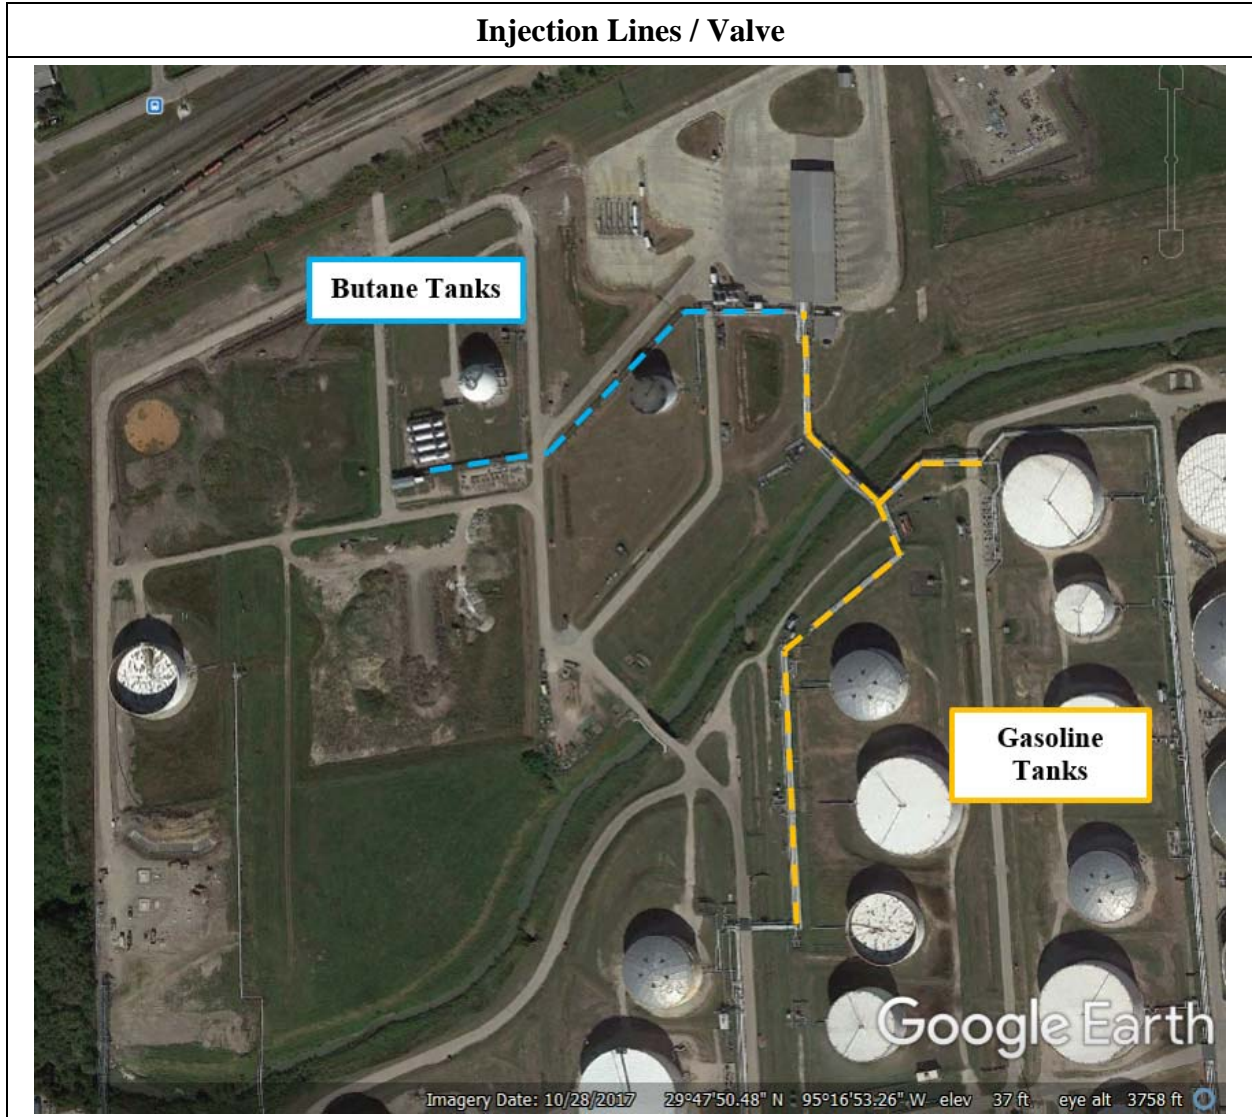 Injection Lines / Valve
Butane Tanks
Gasoline
Tanks
Google Earth
Imagery Date: 10/28/2017 29°47'50.48" N 95°16'53.26" W elev 37 ft eye alt 3758 ft